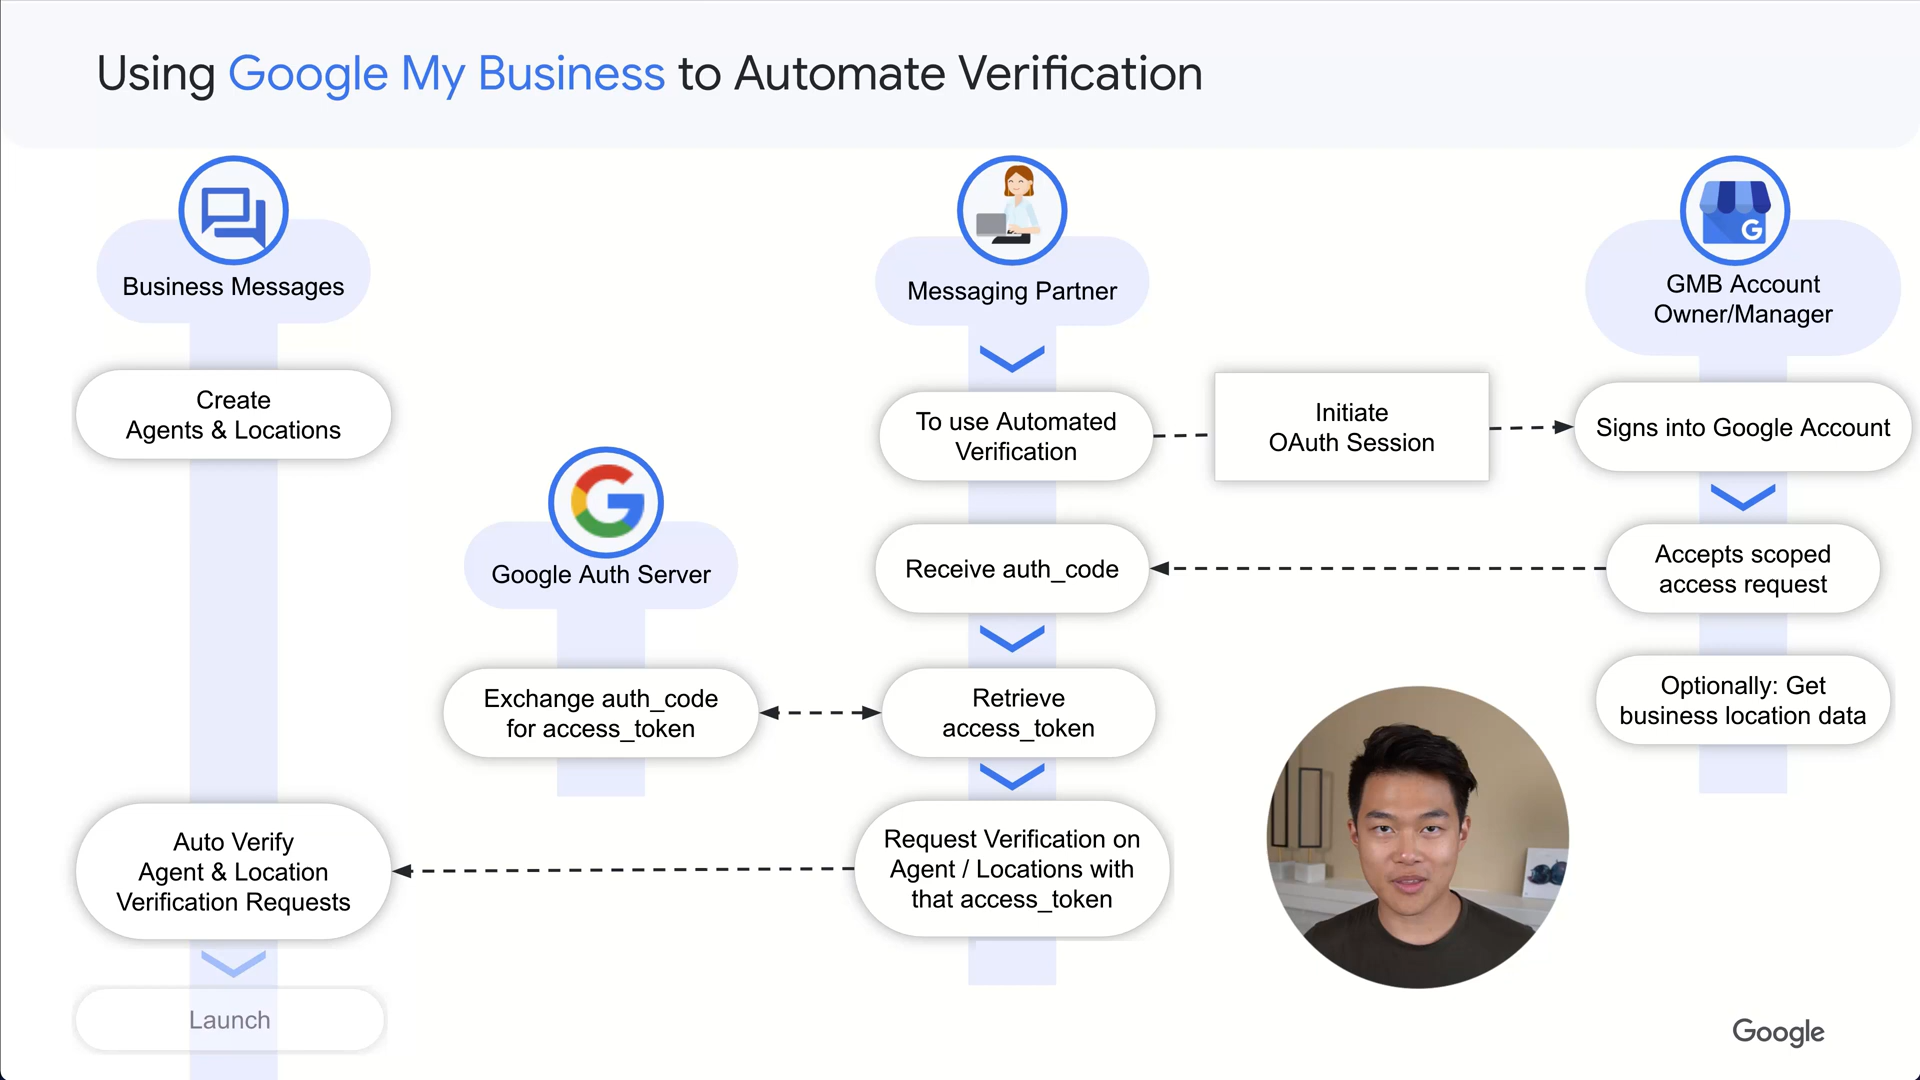 Using Google My Business to Automate Verification
Business Messages
Messaging Partner
GMB Account
Owner/Manager
Create
Agents & Locations
To use Automated
Verification
Initiate
OAuth Session
Signs into Google Account
Google Auth Server
Receive auth_code
Accepts scoped
access request
Exchange auth_code
for access_token
Retrieve
access_token
Optionally: Get
business location data
Auto Verify
Agent & Location
Verification Requests
Request Verification on
Agent / Locations with
that access_token
Launch
Google